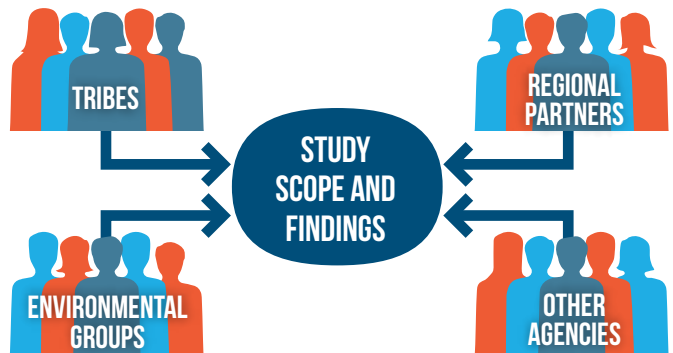 TRIBES
REGIONAL
PARTNERS
STUDY
SCOPE AND
FINDINGS
ENVIRONMENTAL
GROUPS
OTHER
AGENCIES